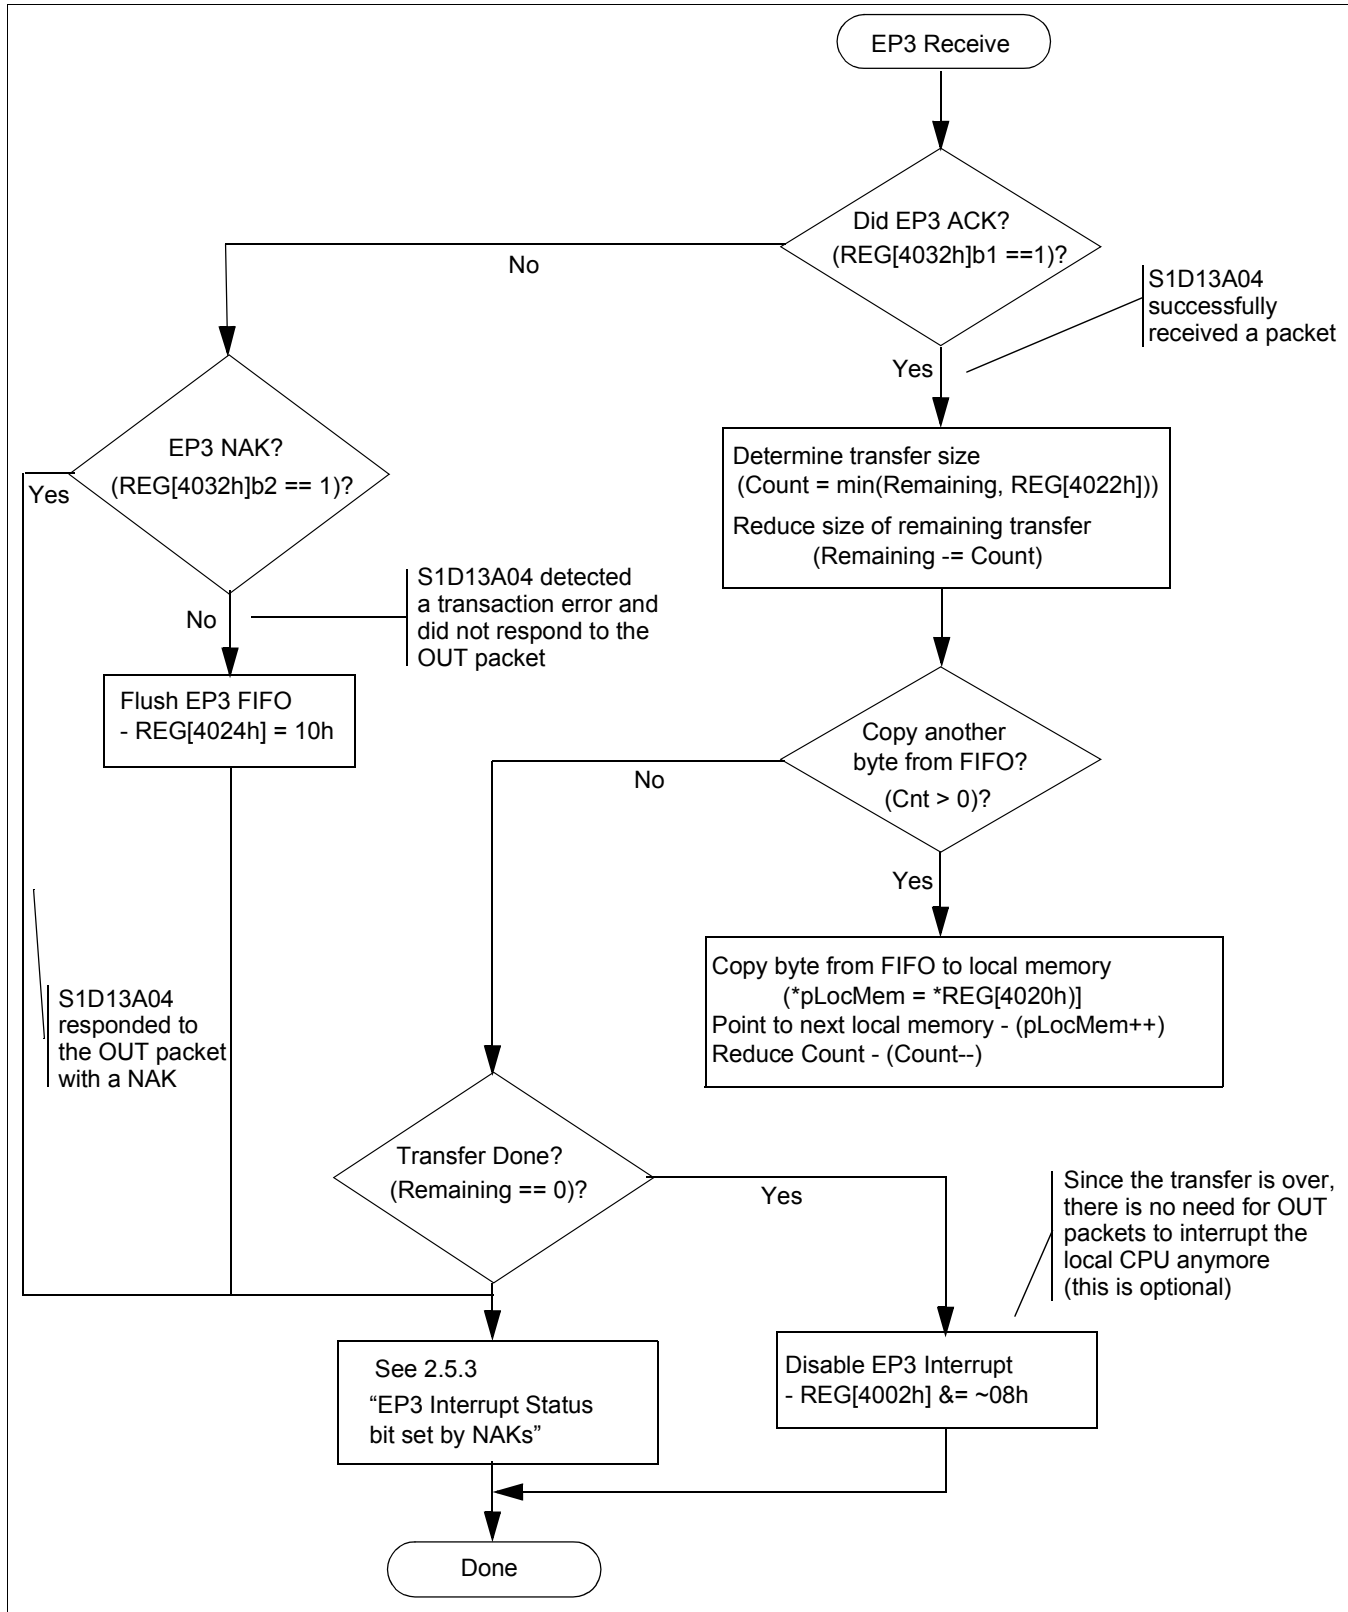 EP3 Receive
Did EP3 ACK?
(REG[4032h]b1 ==1)?
No
S1D13A04
successfully
received a packet
Yes
EP3 NAK?
(REG[4032h]b2 == 1)?
Yes
Determine transfer size
(Count = min(Remaining, REG[4022h]))
Reduce size of remaining transfer
(Remaining -= Count)
S1D13A04 detected
a transaction error and
did not respond to the
OUT packet
No
Flush EP3 FIFO
- REG[4024h] = 10h
Copy another
byte from FIFO?
(Cnt > 0)?
No
Yes
Copy byte from FIFO to local memory
(*pLocMem = *REG[4020h)]
Point to next local memory - (pLocMem++)
Reduce Count - (Count--)
S1D13A04
responded to
the OUT packet
with a NAK
Transfer Done?
(Remaining == 0)?
Yes
Since the transfer is over,
there is no need for OUT
packets to interrupt the
local CPU anymore
(this is optional)
See 2.5.3
“EP3 Interrupt Status
bit set by NAKs”
Disable EP3 Interrupt
- REG[4002h] &= ~08h
Done